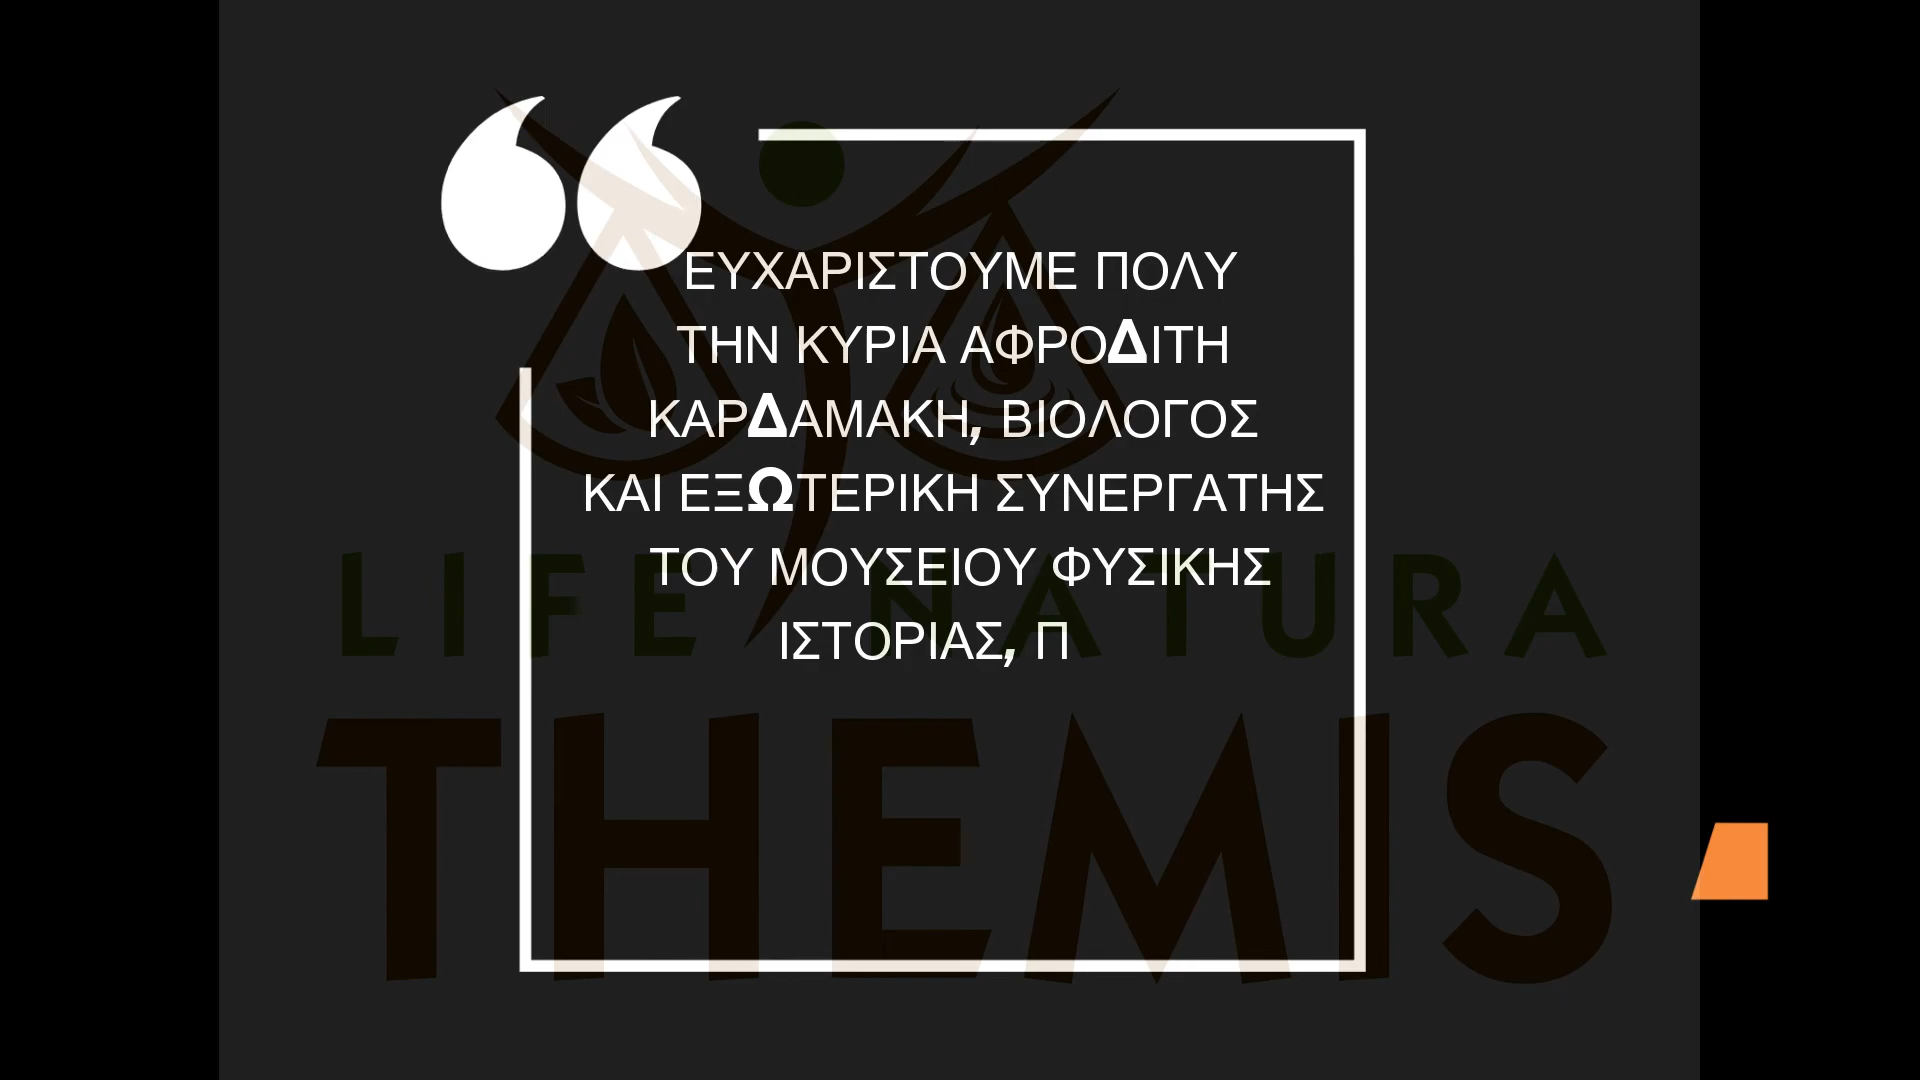 ΕΥΧΑΡΙΣΤΟΥΜΕ ΠΟΛΥ
ΤΗΝ ΚΥΡΙΑ ΑΦΡΟΔΙΤΗ
ΚΑΡΔΑΜΑΚΗ, ΒΙΟΛΟΓΟΣ
ΚΑΙ ΕΞΩΤΕΡΙΚΗ ΣΥΝΕΡΓΑΤΗΣ
ΤΟΥ ΜΟΥΣΕΙΟΥ ΦΥΣΙΚΗΣ
ΙΣΤΟΡΙΑΣ, Π
LIFE NATURA
THEMIS